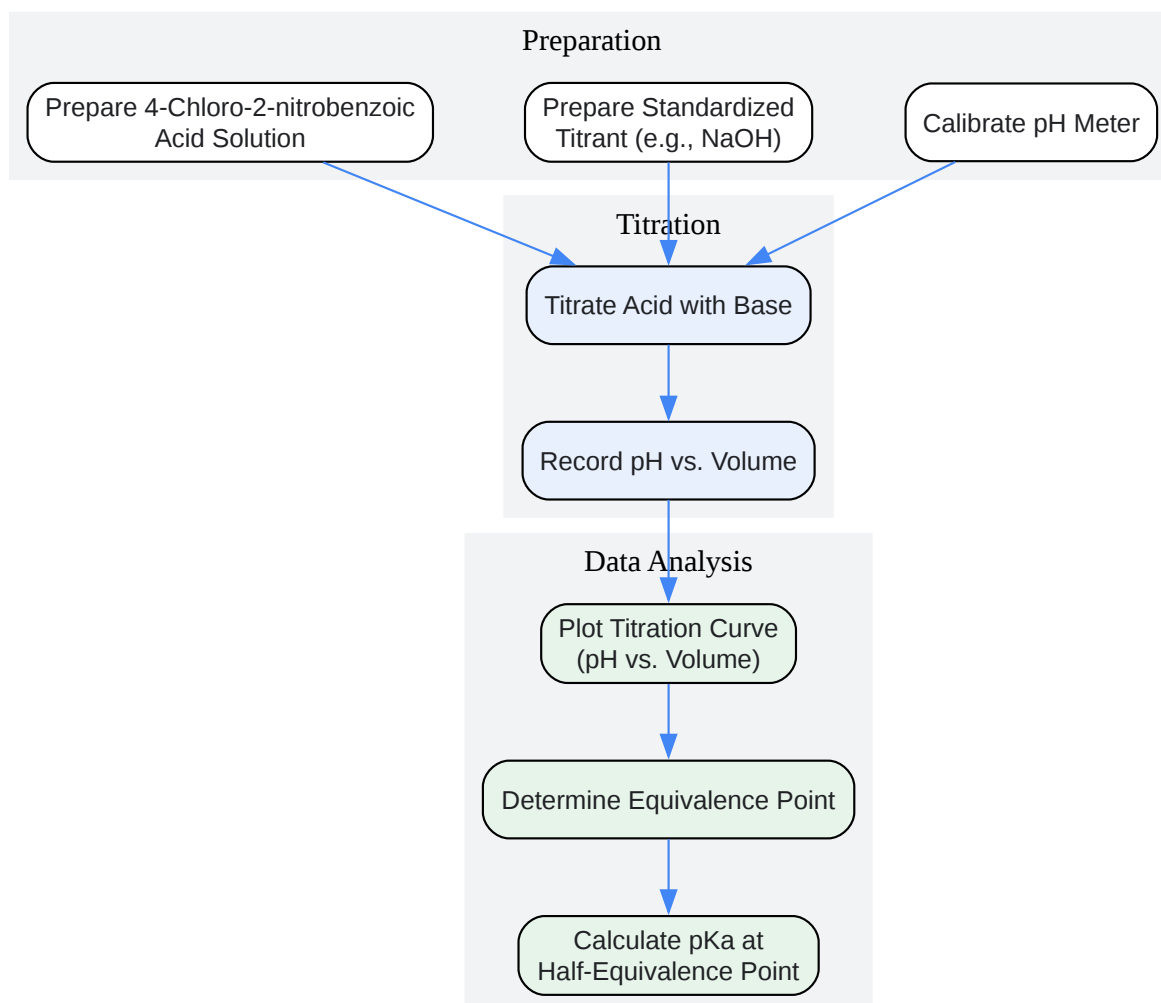 Preparation
Prepare 4-Chloro-2-nitrobenzoic
Acid Solution
Prepare Standardized
Titrant (e.g., NaOH)
Calibrate pH Meter
Titration
Titrate Acid with Base
Record pH vs. Volume
Data Analysis
Plot Titration Curve
(pH vs. Volume)
Determine Equivalence Point
Calculate pKa at
Half-Equivalence Point